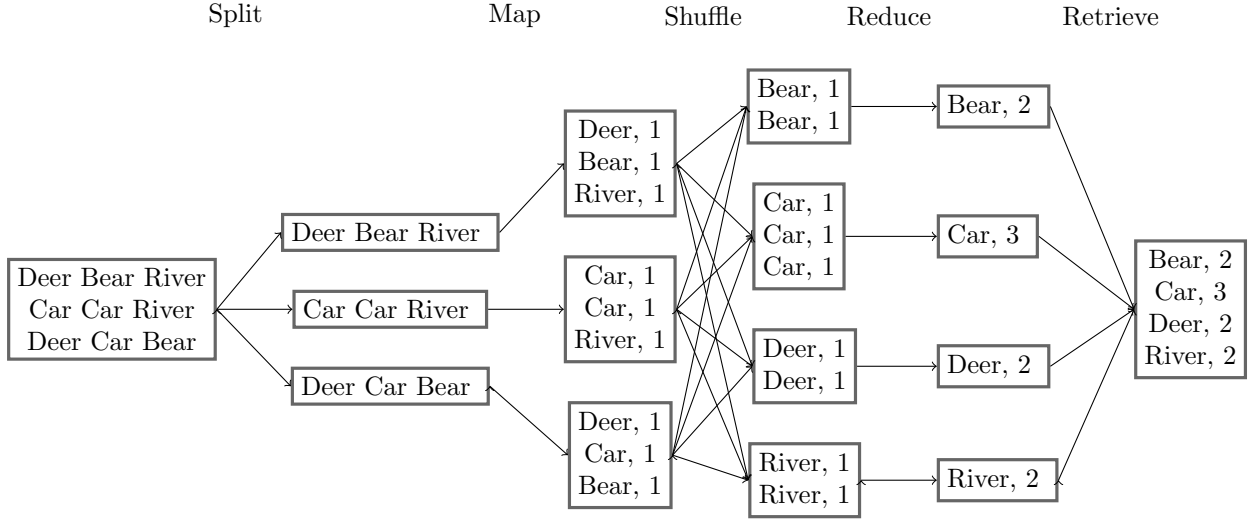 Split
Map
Shuffle
Reduce
Retrieve
Deer Bear River
Car Car River
Deer Car Bear
Deer Bear River
Car Car River
Deer Car Bear
Deer, 1
Bear, 1
River, 1
Car, 1
Car, 1
River, 1
Deer, 1
Car, 1
Bear, 1
Bear, 1
Bear, 1
Car, 1
Car, 1
Car, 1
Deer, 1
Deer, 1
River, 1
River, 1
Bear, 2
Car, 3
Deer, 2
River, 2
Bear, 2
Car, 3
Deer, 2
River, 2